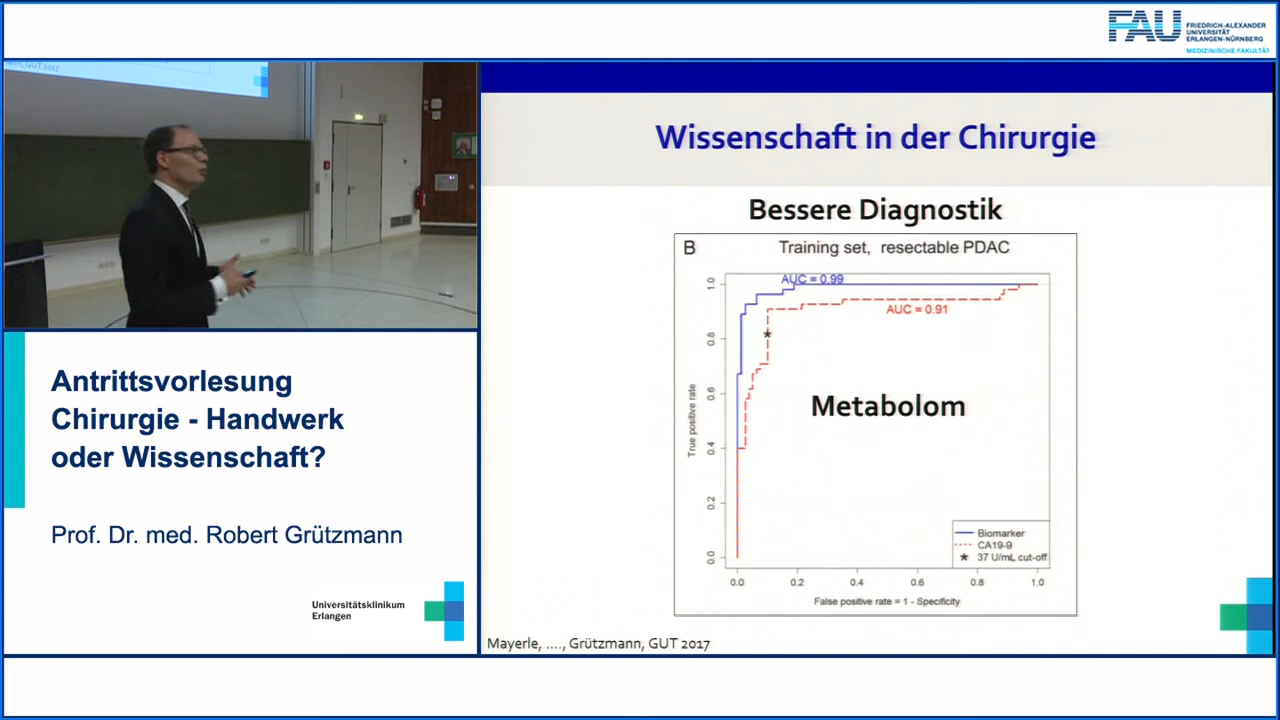 FAU
FRIEDRICH-ALEXANDER
UNIVERSITÄT
ERLANGEN-NÜRNBERG
MEDIZINISCHE FAKULTÄT
GUT 2017
Antrittsvorlesung
Chirurgie - Handwerk
oder Wissenschaft?
Prof. Dr. med. Robert Grützmann
Universitätsklinikum
Erlangen
Wissenschaft in der Chirurgie
Bessere Diagnostik
B
Training set, resectable PDAC
AUC = 0.99
AUC = 0.91
Metabolom
True positive rate
1.0
0.8
0.6
0.4
0.2
0.0
Biomarker
CA19-9
* 37 U/mL cut-off
0.0 0.2 0.4 0.6 0.8 1.0
False positive rate = 1 - Specificity
Mayerle, ...., Grützmann, GUT 2017